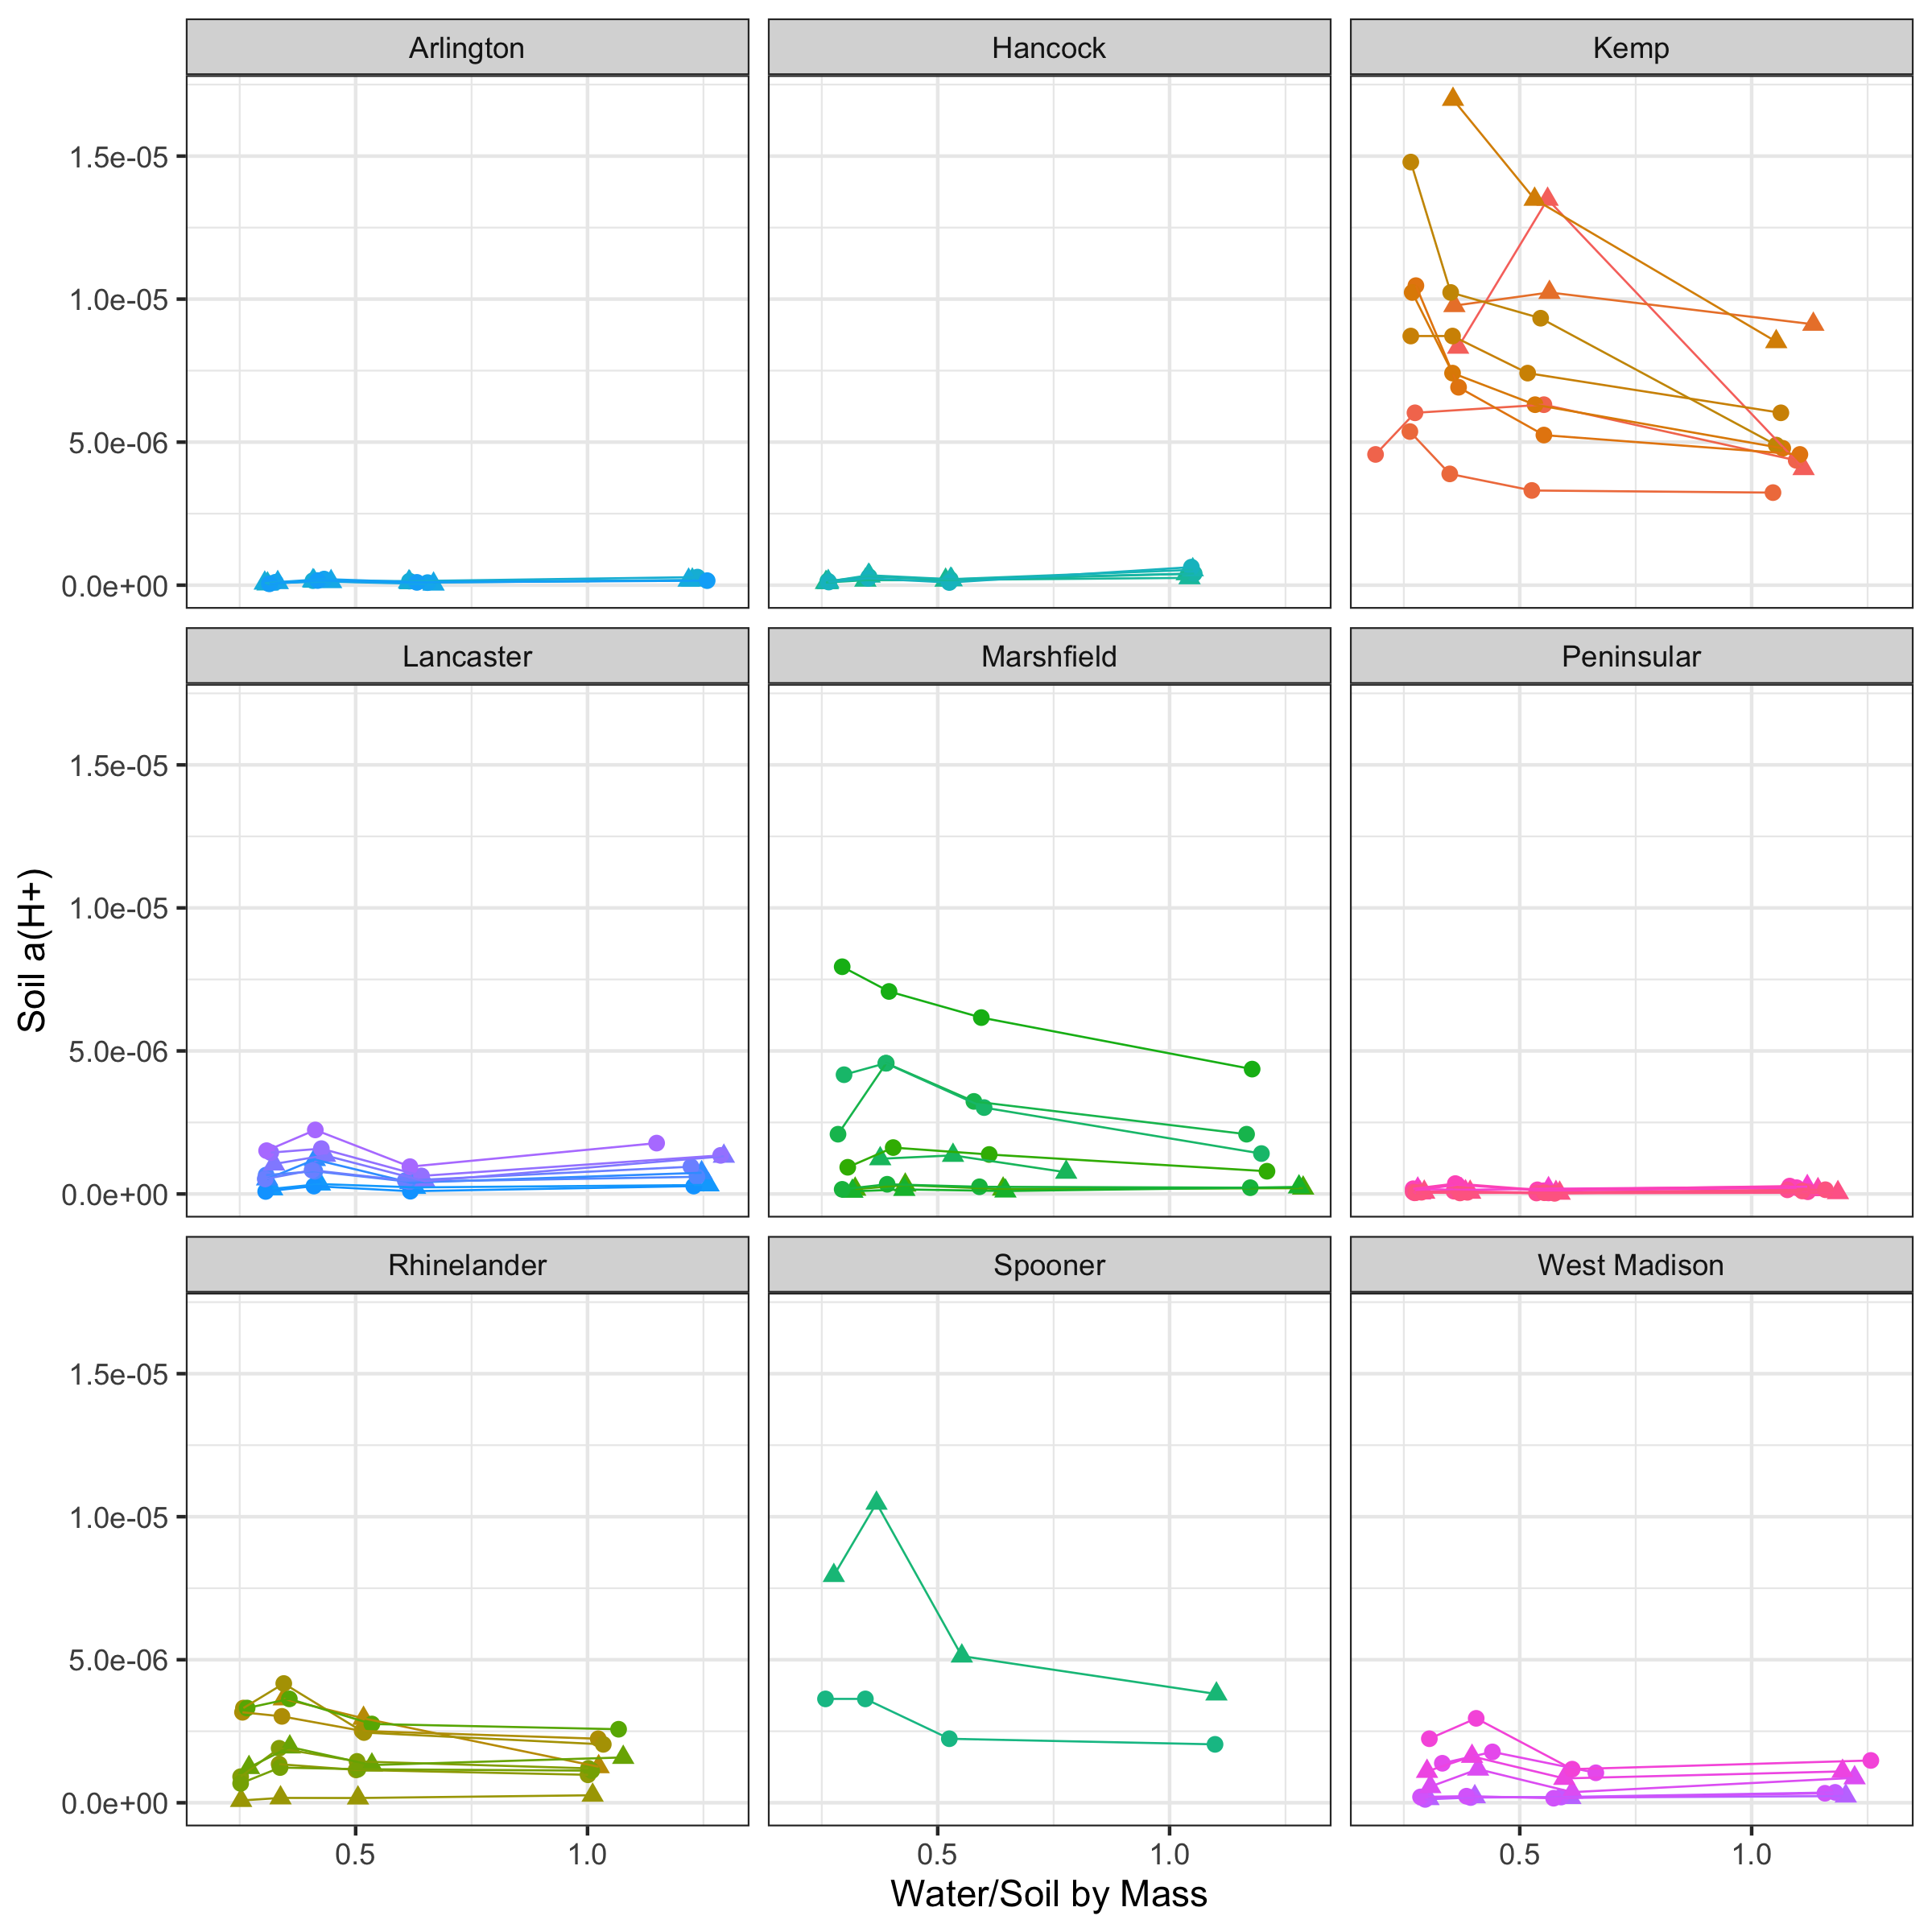 Arlington Hancock Kemp
1.5e-05
1.0e-05
5.0e-06
0.0e+00
Lancaster Marshfield Peninsular
1.5e-05
1.0e-05
5.0e-06
0.0e+00
Soil a(H+)
Rhinelander Spooner West Madison
1.5e-05
1.0e-05
5.0e-06
0.0e+00
0.5 1.0 0.5 1.0 0.5 1.0
Water/Soil by Mass